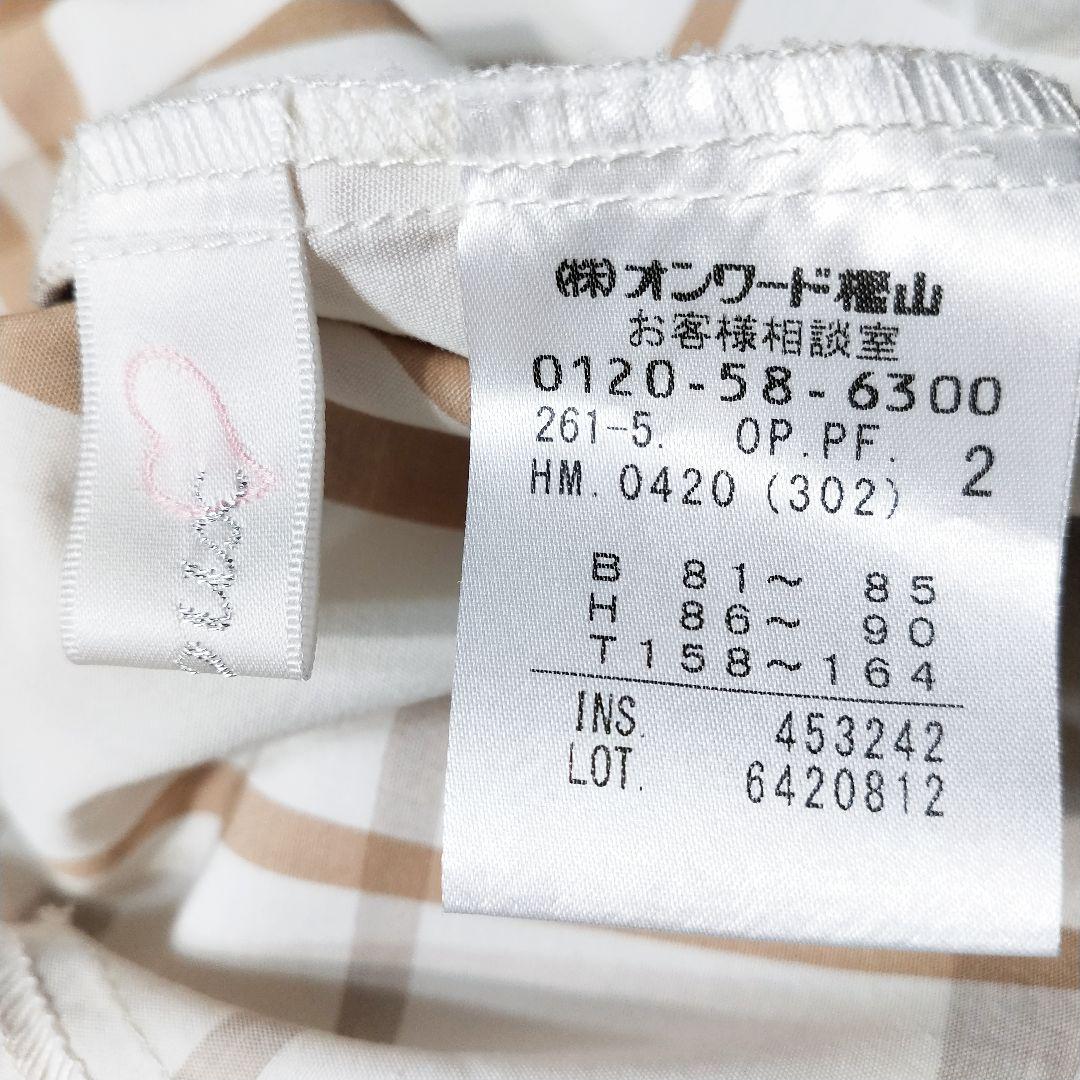 ㈱オンワード樫山
お客様相談室
0120-58-6300
261-5. OP.PF. 2
HM. 0420 (302)
B 81~ 85
H 86~ 90
T 158~164
INS. 453242
LOT. 6420812